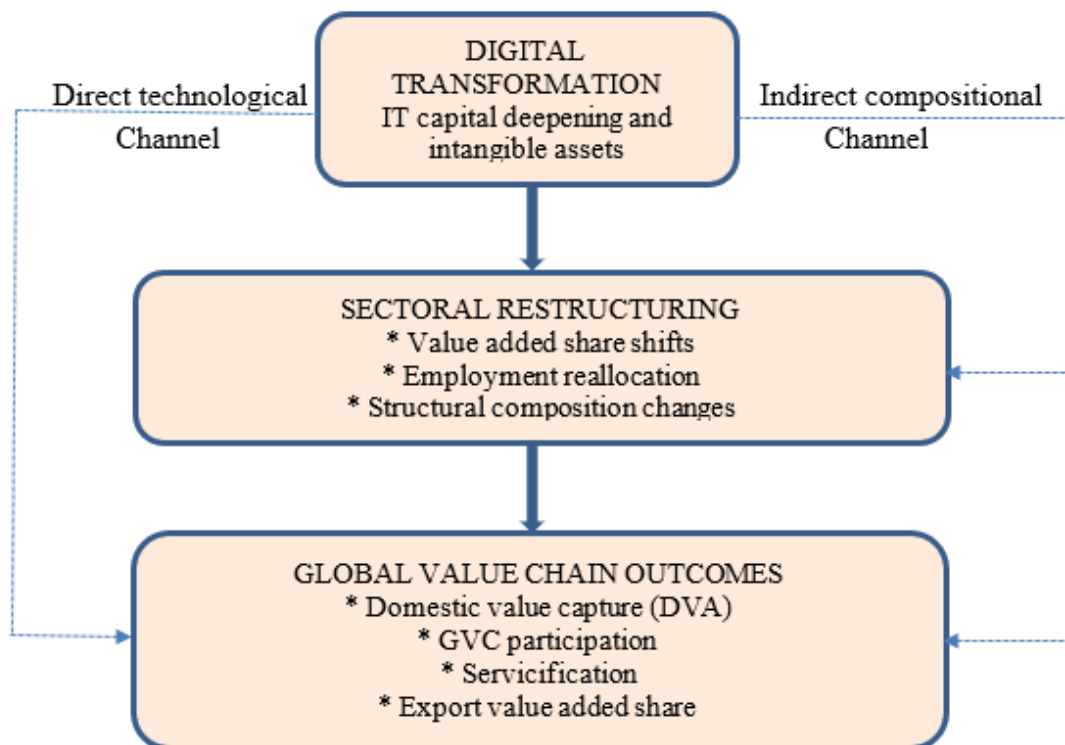 DIGITAL
TRANSFORMATION
IT capital deepening and
intangible assets
Direct technological
Channel
Indirect compositional
Channel
SECTORAL RESTRUCTURING
* Value added share shifts
* Employment reallocation
* Structural composition changes
GLOBAL VALUE CHAIN OUTCOMES
* Domestic value capture (DVA)
* GVC participation
* Servicification
* Export value added share